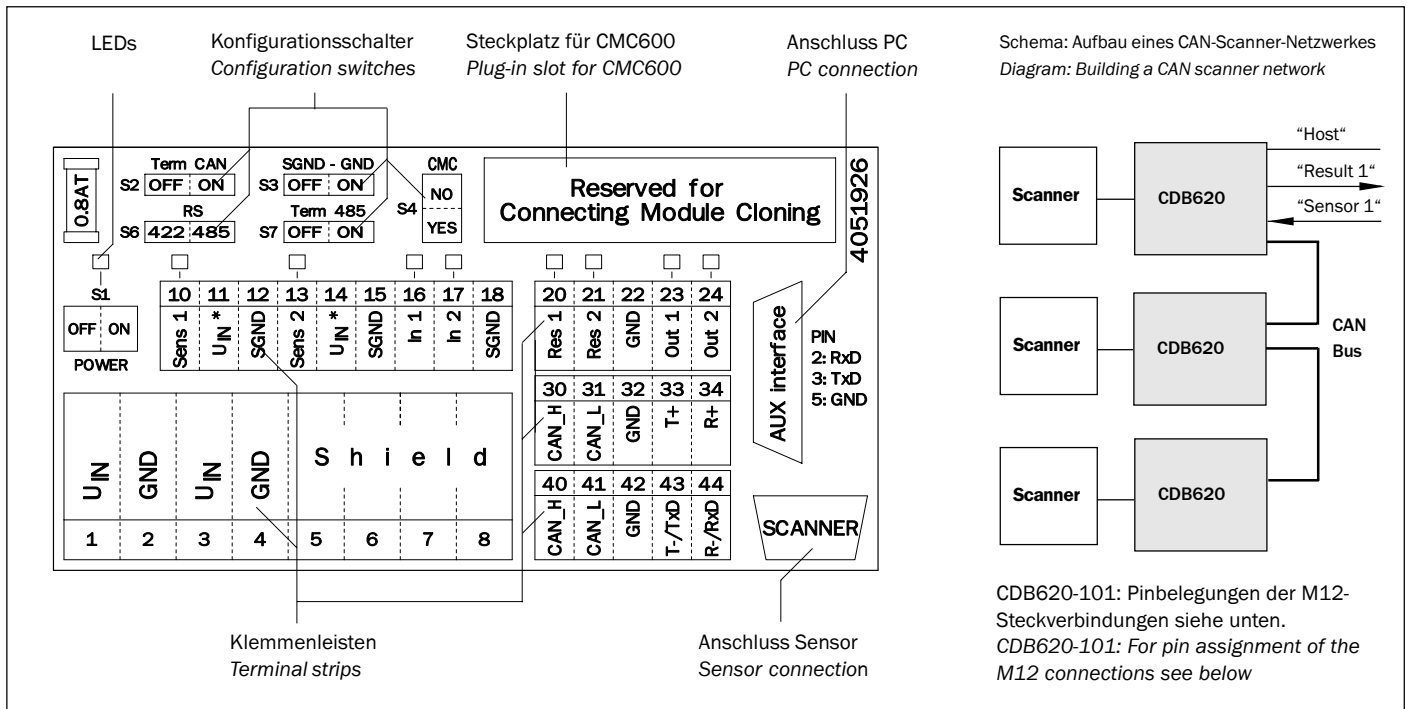 LEDs
Konfigurationsschalter
Configuration switches
Steckplatz für CMC600
Plug-in slot for CMC600
Anschluss PC
PC connection
Schema: Aufbau eines CAN-Scanner-Netzwerkes
Diagram: Building a CAN scanner network
0.8AT
Term CAN
S2 OFF ON
SGND - GND
S3 OFF ON
RS
S6 422 485
Term 485
S7 OFF ON
CMC
S4
NO
YES
Reserved for
Connecting Module Cloning
4051926
S1
OFF ON
POWER
10 11 12 13 14 15 16 17 18
Sens 1 UIN * SGND Sens 2 UIN * SGND In 1 In 2 SGND
20 21 22 23 24
Res 1 Res 2 GND Out 1 Out 2
30 31 32 33 34
CAN_H CAN_L GND T+ R+
40 41 42 43 44
CAN_H CAN_L GND T-/TxD R-/RxD
UIN GND UIN GND Shield
1 2 3 4 5 6 7 8
AUX interface
PIN
2: RxD
3: TxD
5: GND
SCANNER
Klemmenleisten
Terminal strips
Anschluss Sensor
Sensor connection
Scanner
CDB620
“Host“
“Result 1“
“Sensor 1“
Scanner
CDB620
CAN
Bus
Scanner
CDB620
CDB620-101: Pinbelegungen der M12-
Steckverbindungen siehe unten.
CDB620-101: For pin assignment of the
M12 connections see below